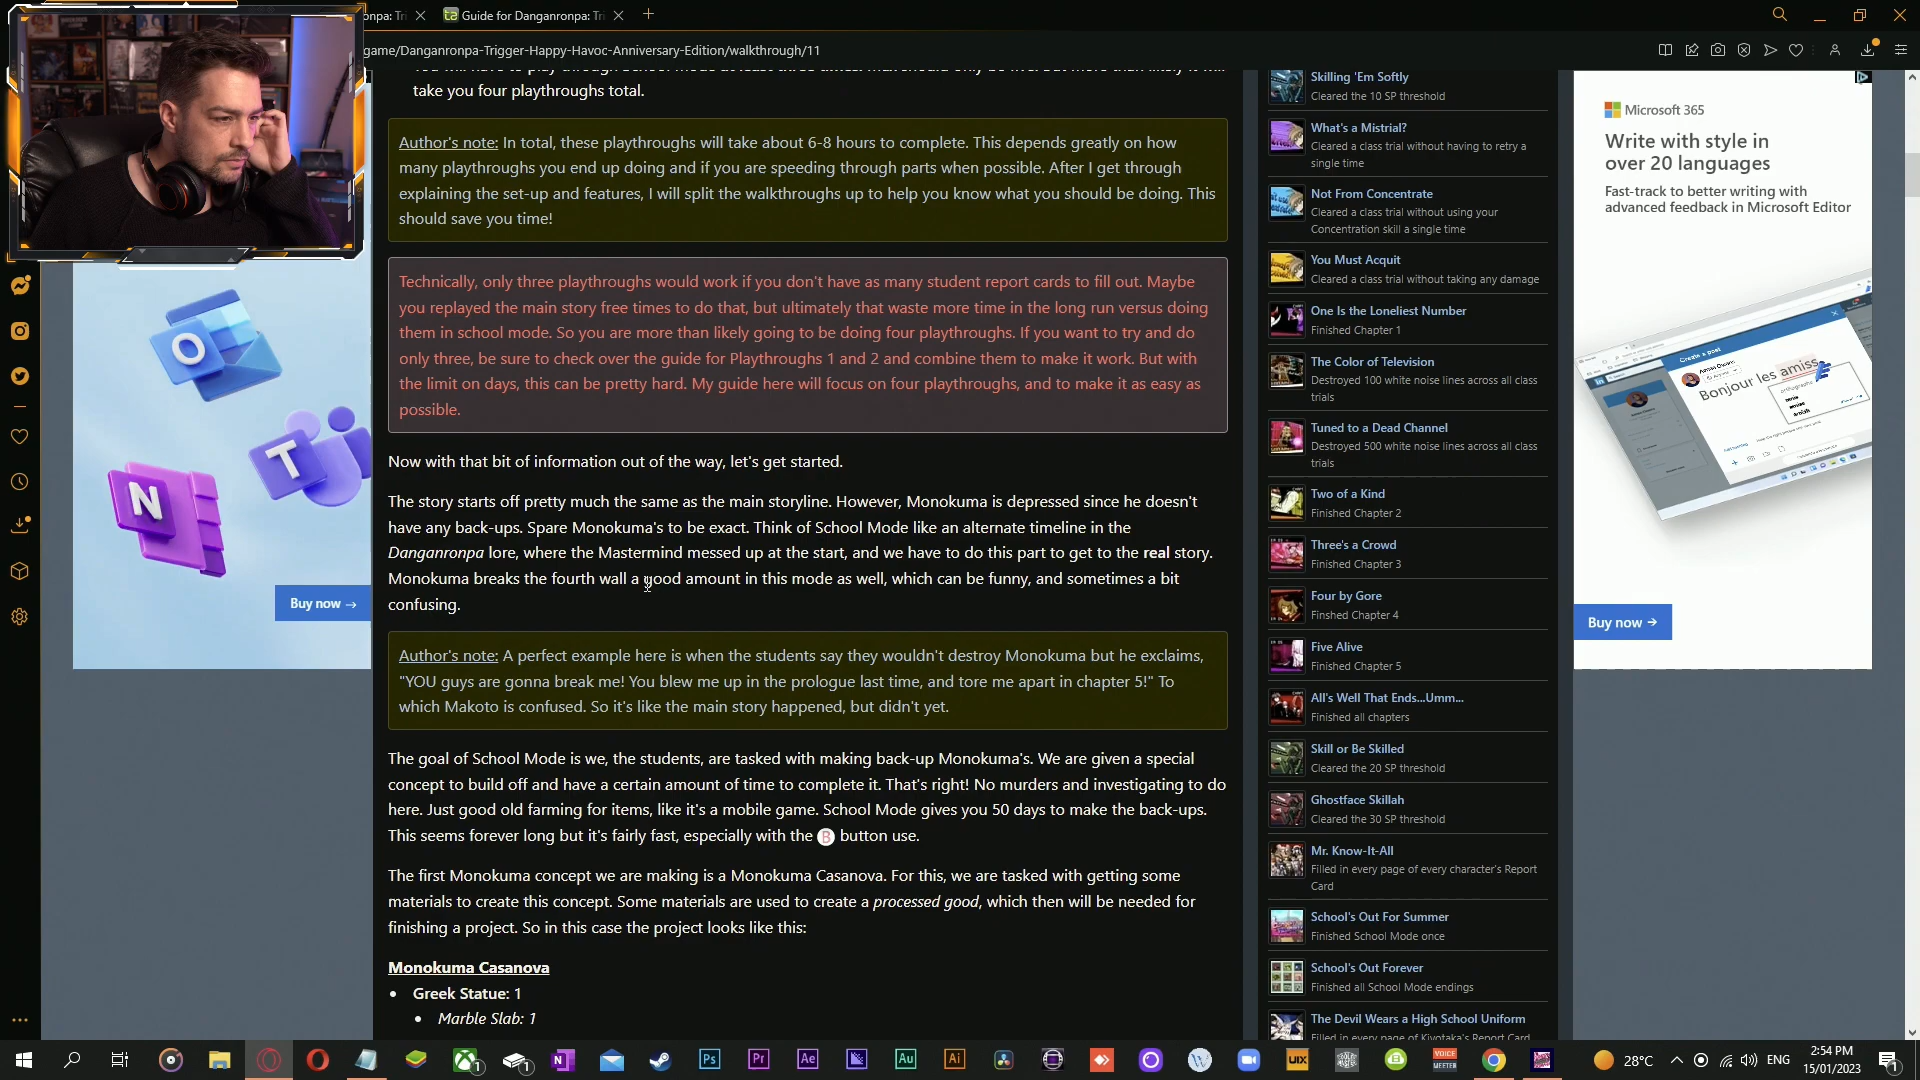 onpa: Tri
Guide for Danganronpa: Tri
game/Danganronpa-Trigger-Happy-Havoc-Anniversary-Edition/walkthrough/11
take you four playthroughs total.
Author's note: In total, these playthroughs will take about 6-8 hours to complete. This depends greatly on how
many playthroughs you end up doing and if you are speeding through parts when possible. After I get through
explaining the set-up and features, I will split the walkthroughs up to help you know what you should be doing. This
should save you time!
Technically, only three playthroughs would work if you don't have as many student report cards to fill out. Maybe
you replayed the main story free times to do that, but ultimately that waste more time in the long run versus doing
them in school mode. So you are more than likely going to be doing four playthroughs. If you want to try and do
only three, be sure to check over the guide for Playthroughs 1 and 2 and combine them to make it work. But with
the limit on days, this can be pretty hard. My guide here will focus on four playthroughs, and to make it as easy as
possible.
Now with that bit of information out of the way, let's get started.
The story starts off pretty much the same as the main storyline. However, Monokuma is depressed since he doesn't
have any back-ups. Spare Monokuma's to be exact. Think of School Mode like an alternate timeline in the
Danganronpa lore, where the Mastermind messed up at the start, and we have to do this part to get to the real story.
Monokuma breaks the fourth wall a good amount in this mode as well, which can be funny, and sometimes a bit
confusing.
Author's note: A perfect example here is when the students say they wouldn't destroy Monokuma but he exclaims,
"YOU guys are gonna break me! You blew me up in the prologue last time, and tore me apart in chapter 5!" To
which Makoto is confused. So it's like the main story happened, but didn't yet.
The goal of School Mode is we, the students, are tasked with making back-up Monokuma's. We are given a special
concept to build off and have a certain amount of time to complete it. That's right! No murders and investigating to do
here. Just good old farming for items, like it's a mobile game. School Mode gives you 50 days to make the back-ups.
This seems forever long but it's fairly fast, especially with the B button use.
The first Monokuma concept we are making is a Monokuma Casanova. For this, we are tasked with getting some
materials to create this concept. Some materials are used to create a processed good, which then will be needed for
finishing a project. So in this case the project looks like this:
Monokuma Casanova
• Greek Statue: 1
• Marble Slab: 1
Skilling 'Em Softly
Cleared the 10 SP threshold
What's a Mistrial?
Cleared a class trial without having to retry a
single time
Not From Concentrate
Cleared a class trial without using your
Concentration skill a single time
You Must Acquit
Cleared a class trial without taking any damage
One Is the Loneliest Number
Finished Chapter 1
The Color of Television
Destroyed 100 white noise lines across all class
trials
Tuned to a Dead Channel
Destroyed 500 white noise lines across all class
trials
Two of a Kind
Finished Chapter 2
Three's a Crowd
Finished Chapter 3
Four by Gore
Finshed Chapter 4
Five Alive
Finished Chapter 5
All's Well That Ends...Umm...
Finished all chapters
Skill or Be Skilled
Cleared the 20 SP threshold
Ghostface Skillah
Cleared the 30 SP threshold
Mr. Know-It-All
Filled in every page of every character's Report
Card
School's Out For Summer
Finished School Mode once
School's Out Forever
Finished all School Mode endings
The Devil Wears a High School Uniform
Filled in every page of Kiyotaka's Report Card
Microsoft 365
Write with style in
over 20 languages
Fast-track to better writing with
advanced feedback in Microsoft Editor
Create a post
Bonjour les amiss
Buy now →
O
T
N
Buy now →
28°C
ENG
2:54 PM
15/01/2023